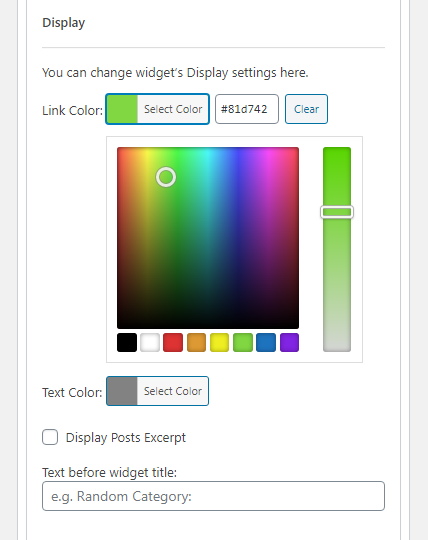 Display
You can change widget's Display settings here.
Link Color: Select Color #81d742 Clear
Text Color: Select Color
Display Posts Excerpt
Text before widget title:
e.g. Random Category: